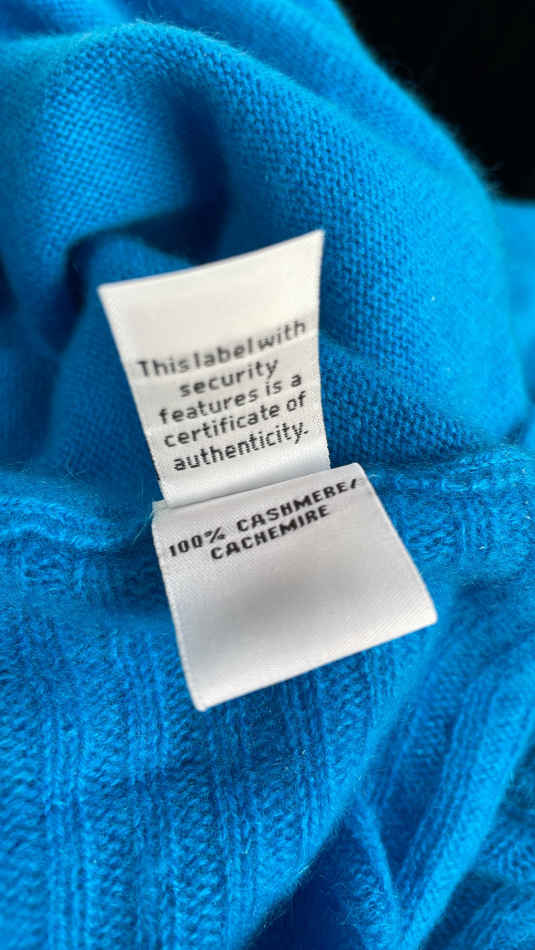 This label with
security
features is a
certificate of
authenticity.
100% CASHMERE/
CACHEMIRE